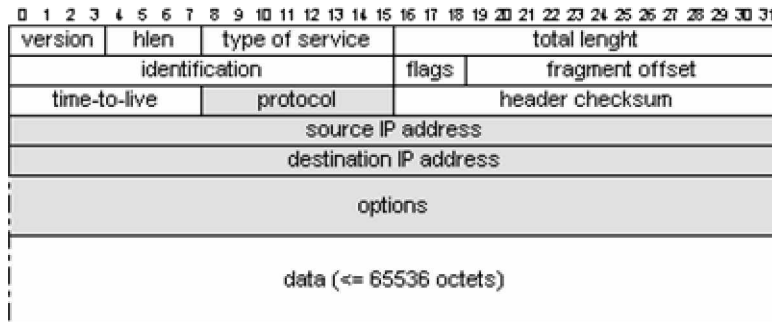 0 1 2 3 4 5 6 7 8 9 10 11 12 13 14 15 16 17 18 19 20 21 22 23 24 25 26 27 28 29 30 31
version hlen type of service total lenght
identification flags fragment offset
time-to-live protocol header checksum
source IP address
destination IP address
options
data (<= 65536 octets)